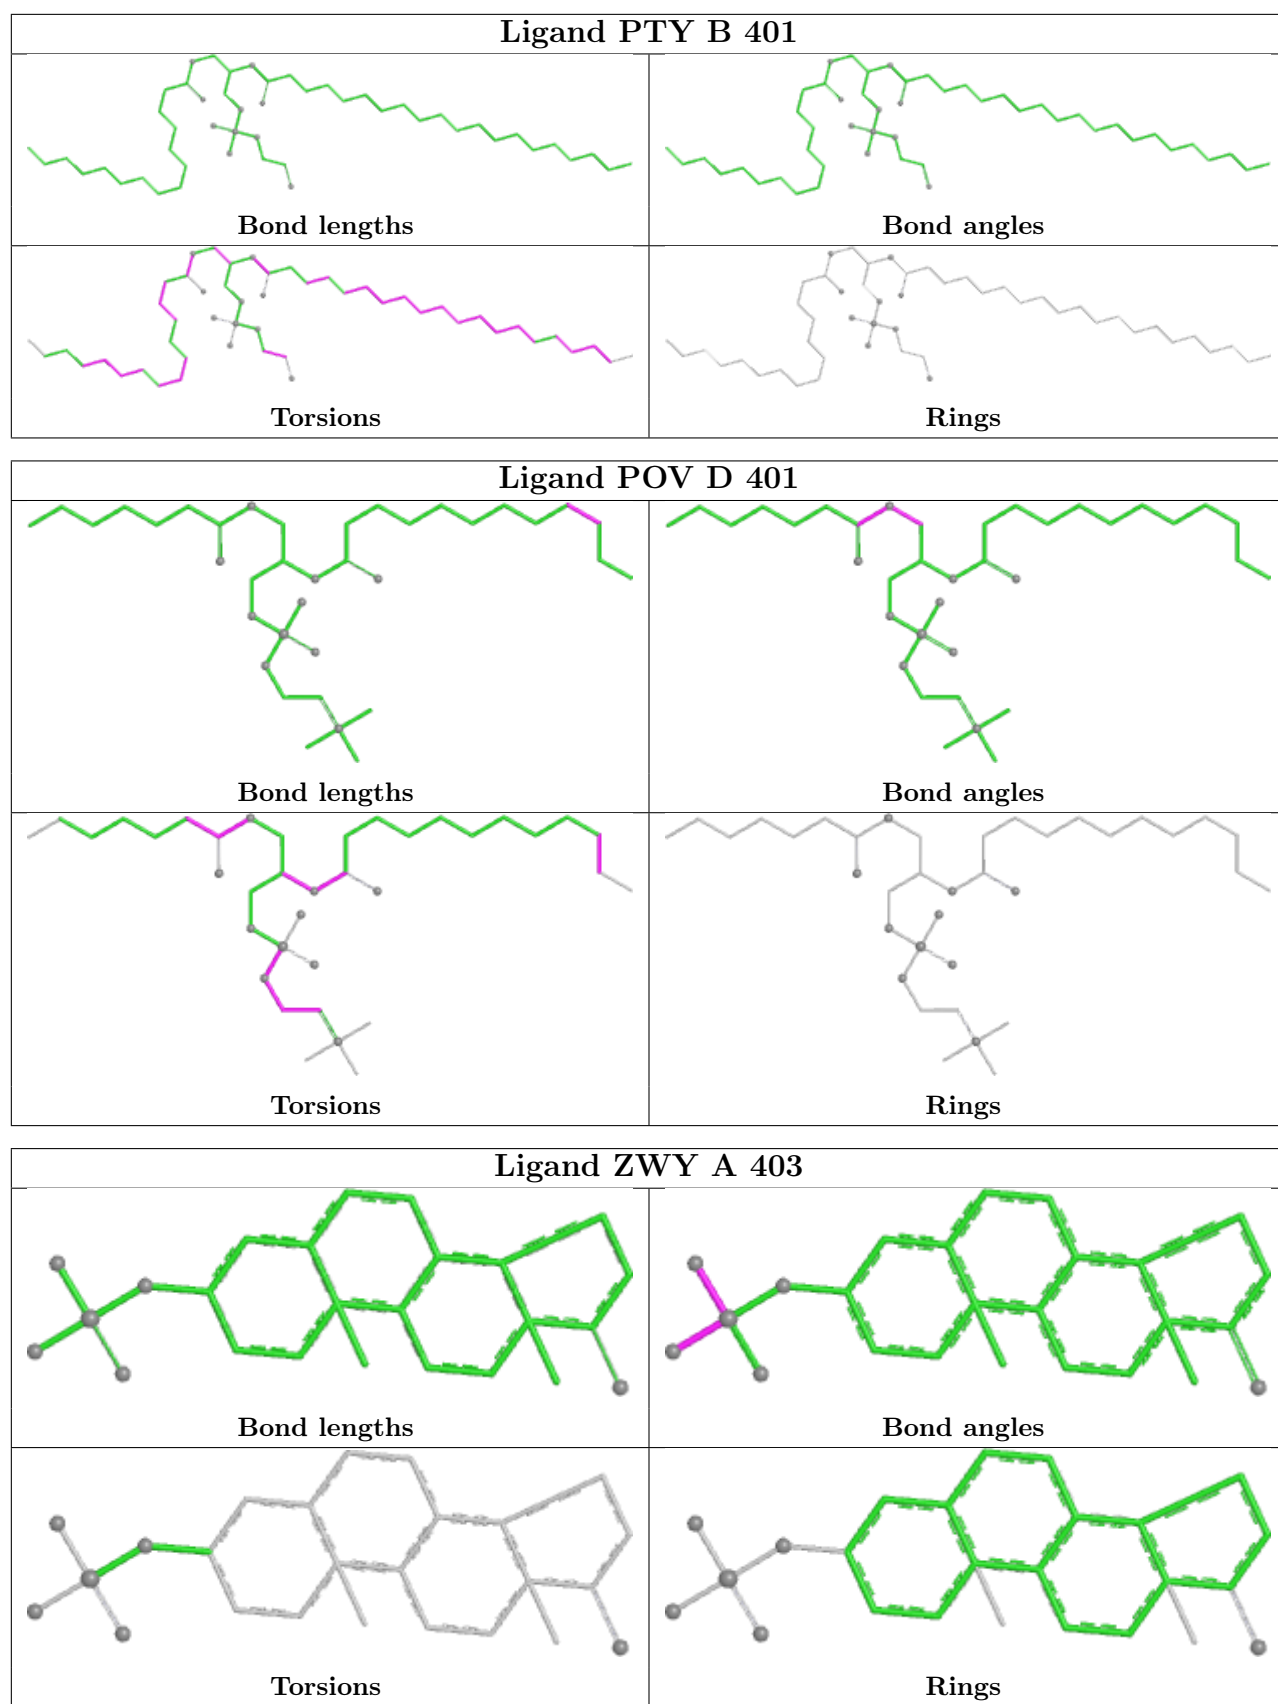 Ligand PTY B 401
Bond lengths
Bond angles
Torsions
Rings
Ligand POV D 401
Bond lengths
Bond angles
Torsions
Rings
Ligand ZWY A 403
Bond lengths
Bond angles
Torsions
Rings